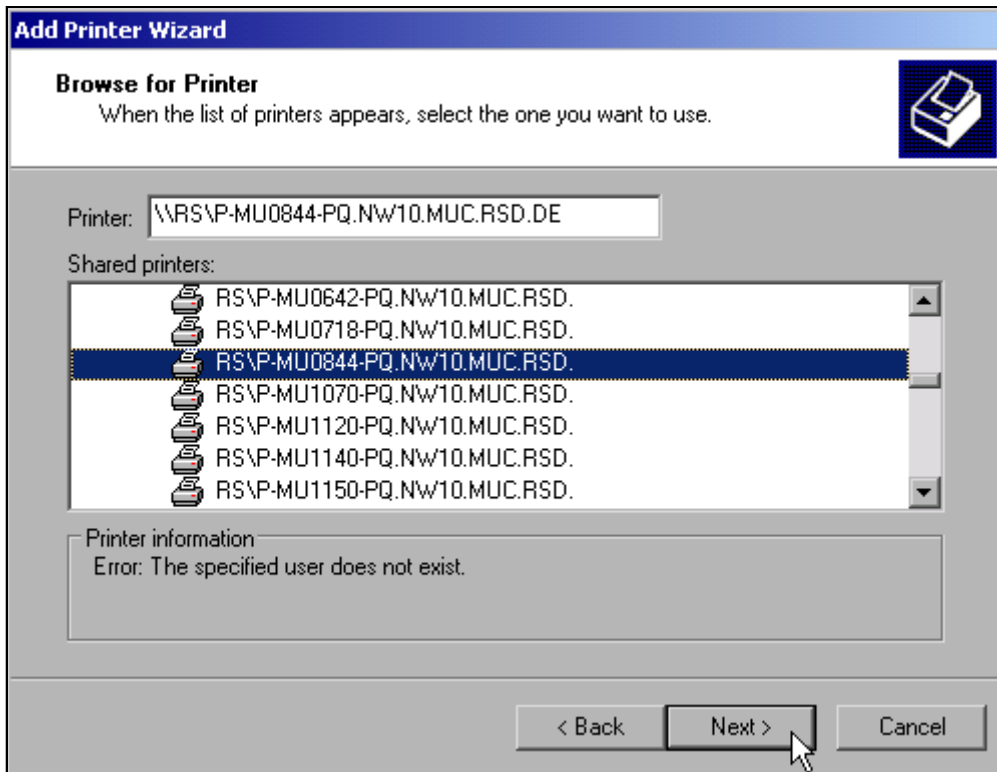 Add Printer Wizard
Browse for Printer
When the list of printers appears, select the one you want to use.
Printer: \\RS\P-MU0844-PQ.NW10.MUC.RSD.DE
Shared printers:
RS\P-MU0642-PQ.NW10.MUC.RSD.
RS\P-MU0718-PQ.NW10.MUC.RSD.
RS\P-MU0844-PQ.NW10.MUC.RSD.
RS\P-MU1070-PQ.NW10.MUC.RSD.
RS\P-MU1120-PQ.NW10.MUC.RSD.
RS\P-MU1140-PQ.NW10.MUC.RSD.
RS\P-MU1150-PQ.NW10.MUC.RSD.
Printer information
Error: The specified user does not exist.
< Back Next > Cancel